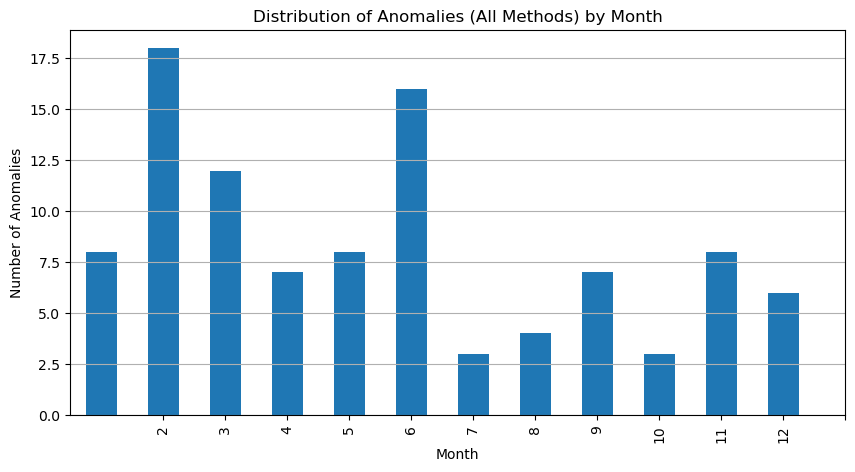 Distribution of Anomalies (All Methods) by Month
Number of Anomalies
17.5
15.0
12.5
10.0
7.5
5.0
2.5
0.0
2 3 4 5 6 7 8 9 10 11 12
Month